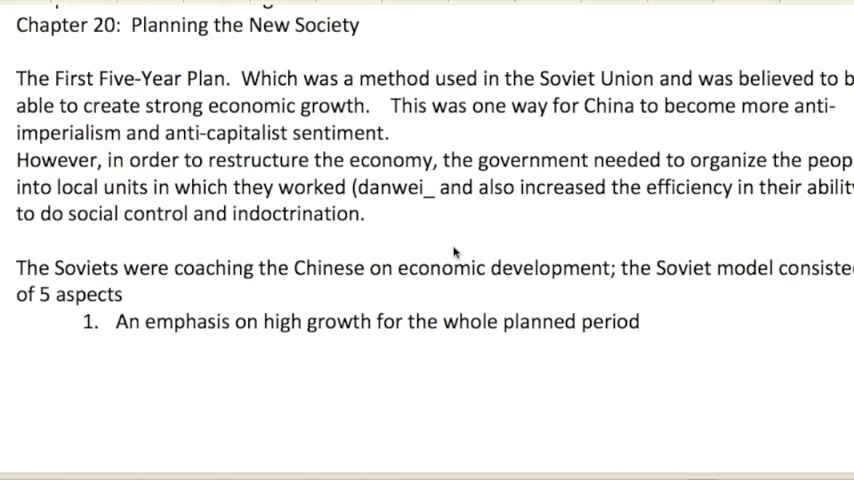 Chapter 20: Planning the New Society
The First Five-Year Plan. Which was a method used in the Soviet Union and was believed to b
able to create strong economic growth. This was one way for China to become more anti-
imperialism and anti-capitalist sentiment.
However, in order to restructure the economy, the government needed to organize the peop
into local units in which they worked (danwei_ and also increased the efficiency in their abilit
to do social control and indoctrination.
The Soviets were coaching the Chinese on economic development; the Soviet model consiste
of 5 aspects
1. An emphasis on high growth for the whole planned period